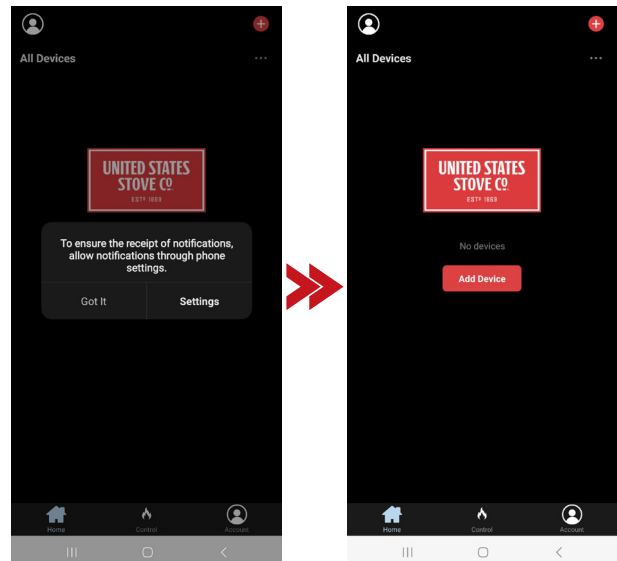 All Devices
UNITED STATES
STOVE CO
ESTD 1869
To ensure the receipt of notifications,
allow notifications through phone
settings.
Got It
Settings
Home
Control
Account
All Devices
UNITED STATES
STOVE CO
ESTD 1869
No devices
Add Device
Home
Control
Account